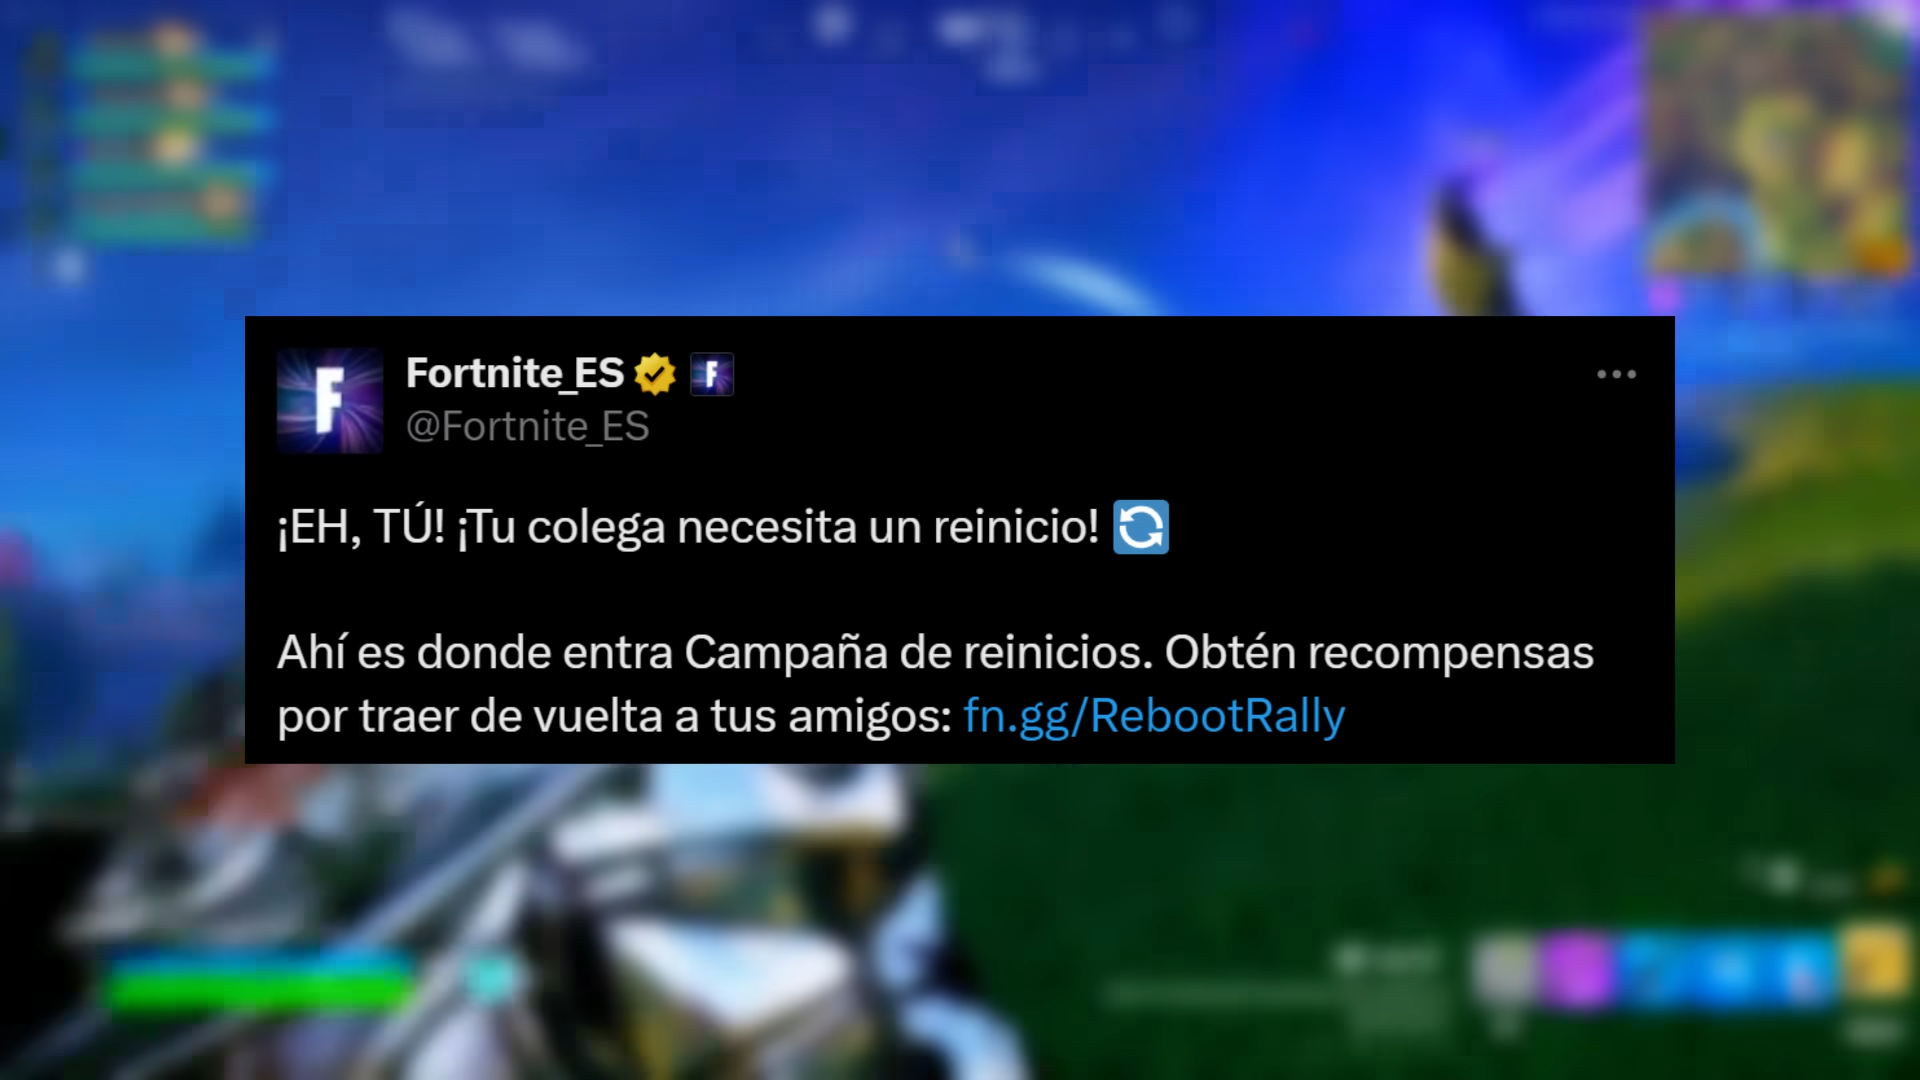 Fortnite_ES
@Fortnite_ES
¡EH, TÚ! ¡Tu colega necesita un reinicio! 🔄
Ahí es donde entra Campaña de reinicios. Obtén recompensas
por traer de vuelta a tus amigos: fn.gg/RebootRally